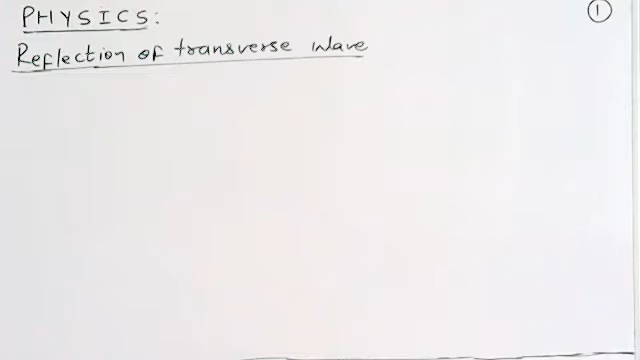 PHYSICS:
①
Reflection of transverse wave